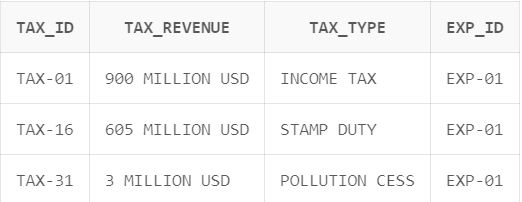 TAX_ID TAX_REVENUE TAX_TYPE EXP_ID
TAX-01 900 MILLION USD INCOME TAX EXP-01
TAX-16 605 MILLION USD STAMP DUTY EXP-01
TAX-31 3 MILLION USD POLLUTION CESS EXP-01